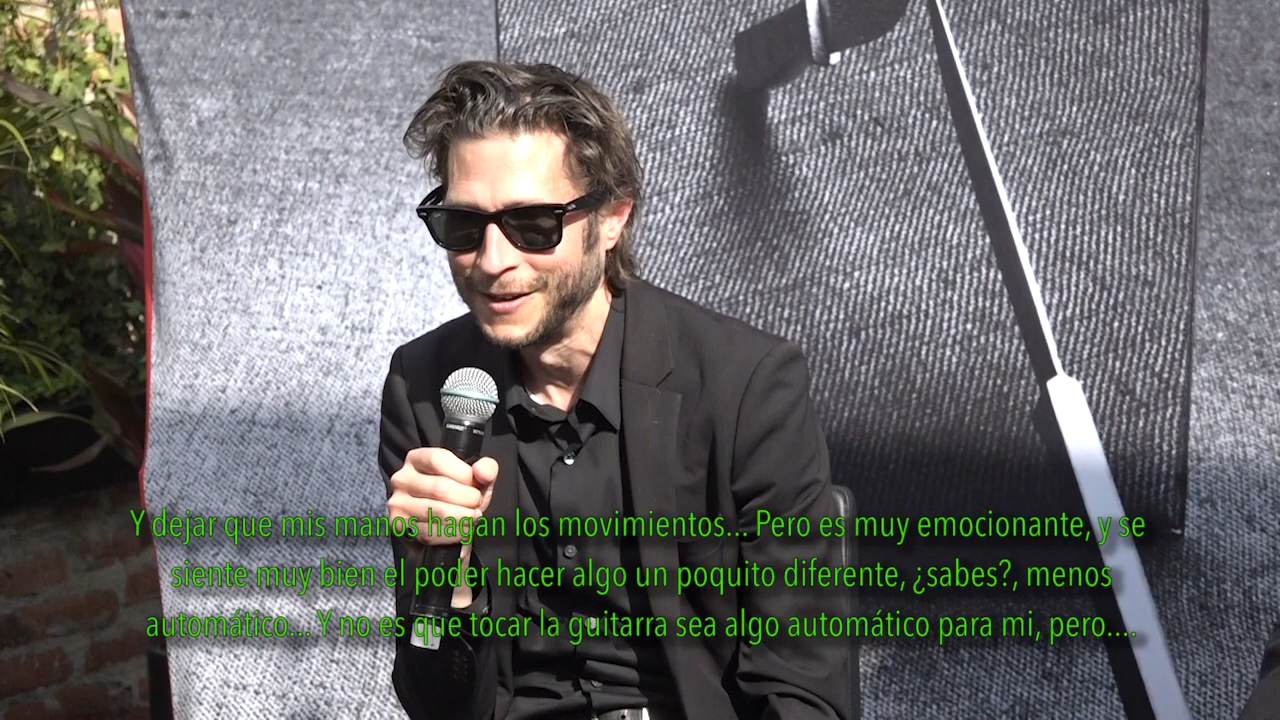 Y dejar que mis manos hagan los movimientos... Pero es muy emocionante, y se
siente muy bien el poder hacer algo un poquito diferente, ¿sabes?, menos
automático... Y no es que tocar la guitarra sea algo automático para mi, pero....